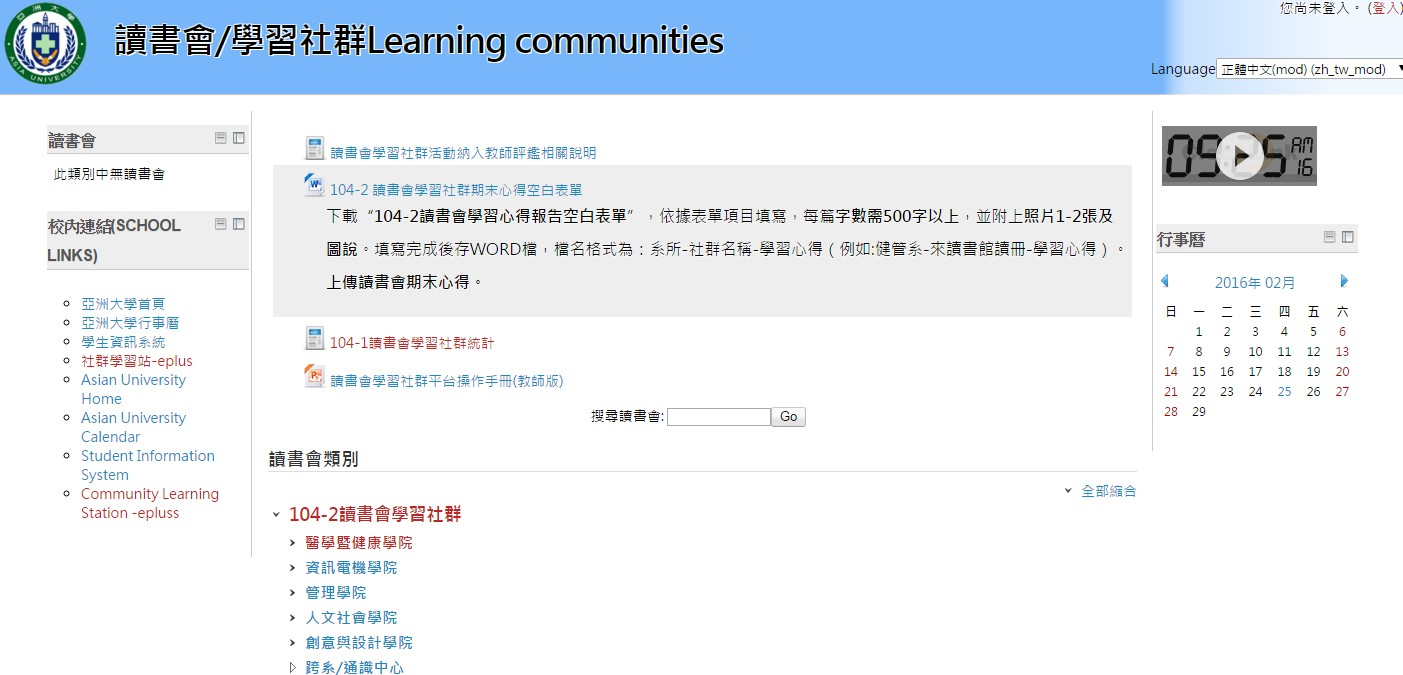 亞洲大學
ASIA UNIVERSITY
讀書會/學習社群Learning communities
您尚未登入。 (登入)
Language 正體中文(mod) (zh_tw_mod)
讀書會
此類別中無讀書會
校內連結(SCHOOL
LINKS)
亞洲大學首頁
亞洲大學行事曆
學生資訊系統
社群學習站-eplus
Asian University
Home
Asian University
Calendar
Student Information
System
Community Learning
Station -epluss
讀書會學習社群活動納入教師評鑑相關說明
104-2 讀書會學習社群期末心得空白表單
下載“104-2讀書會學習心得報告空白表單”，依據表單項目填寫，每篇字數需500字以上，並附上照片1-2張及
圖說。填寫完成後存WORD檔，檔名格式為：系所-社群名稱-學習心得（例如:健管系-來讀書館讀冊-學習心得）。
上傳讀書會期末心得。
104-1讀書會學習社群統計
讀書會學習社群平台操作手冊(教師版)
搜尋讀書會: Go
讀書會類別
全部縮合
104-2讀書會學習社群
醫學暨健康學院
資訊電機學院
管理學院
人文社會學院
創意與設計學院
跨系/通識中心
AM
16
行事曆
2016年 02月
日 一 二 三 四 五 六
1 2 3 4 5 6
7 8 9 10 11 12 13
14 15 16 17 18 19 20
21 22 23 24 25 26 27
28 29